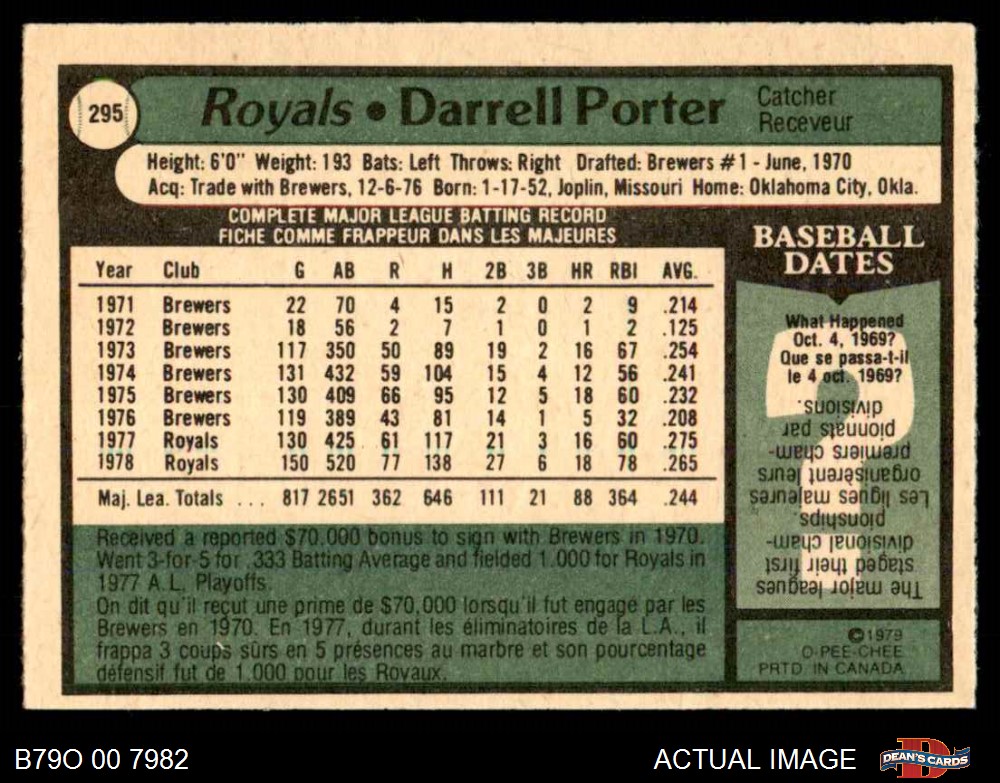 295
Royals • Darrell Porter
Catcher
Receveur
Height: 6'0" Weight: 193 Bats: Left Throws: Right Drafted: Brewers #1 - June, 1970
Acq: Trade with Brewers, 12-6-76 Born: 1-17-52, Joplin, Missouri Home: Oklahoma City, Okla.
COMPLETE MAJOR LEAGUE BATTING RECORD
FICHE COMME FRAPPEUR DANS LES MAJEURES
Year Club G AB R H 2B 3B HR RBI AVG.
1971 Brewers 22 70 4 15 2 0 2 9 .214
1972 Brewers 18 56 2 7 1 0 1 2 .125
1973 Brewers 117 350 50 89 19 2 16 67 .254
1974 Brewers 131 432 59 104 15 4 12 56 .241
1975 Brewers 130 409 66 95 12 5 18 60 .232
1976 Brewers 119 389 43 81 14 1 5 32 .208
1977 Royals 130 425 61 117 21 3 16 60 .275
1978 Royals 150 520 77 138 27 6 18 78 .265
Maj. Lea. Totals ... 817 2651 362 646 111 21 88 364 .244
Received a reported $70,000 bonus to sign with Brewers in 1970.
Went 3-for-5 for .333 Batting Average and fielded 1.000 for Royals in
1977 A.L. Playoffs.
On dit qu'il reçut une prime de $70,000 lorsqu'il fut engagé par les
Brewers en 1970. En 1977, durant les éliminatoires de la L.A., il
frappa 3 coups sûrs en 5 présences au marbre et son pourcentage
défensif fut de 1.000 pour les Royaux.
BASEBALL
DATES
What Happened
Oct. 4, 1969?
Que se passa-t-il
le 4 oct. 1969?
The major leagues
staged their first
divisional cham-
pionships.
Les ligues majeures
organisèrent leurs
premiers cham-
pionnats par
divisions.
©1979
O-PEE-CHEE
PRTD. IN CANADA
B79O 00 7982
ACTUAL IMAGE
DEAN'S CARDS